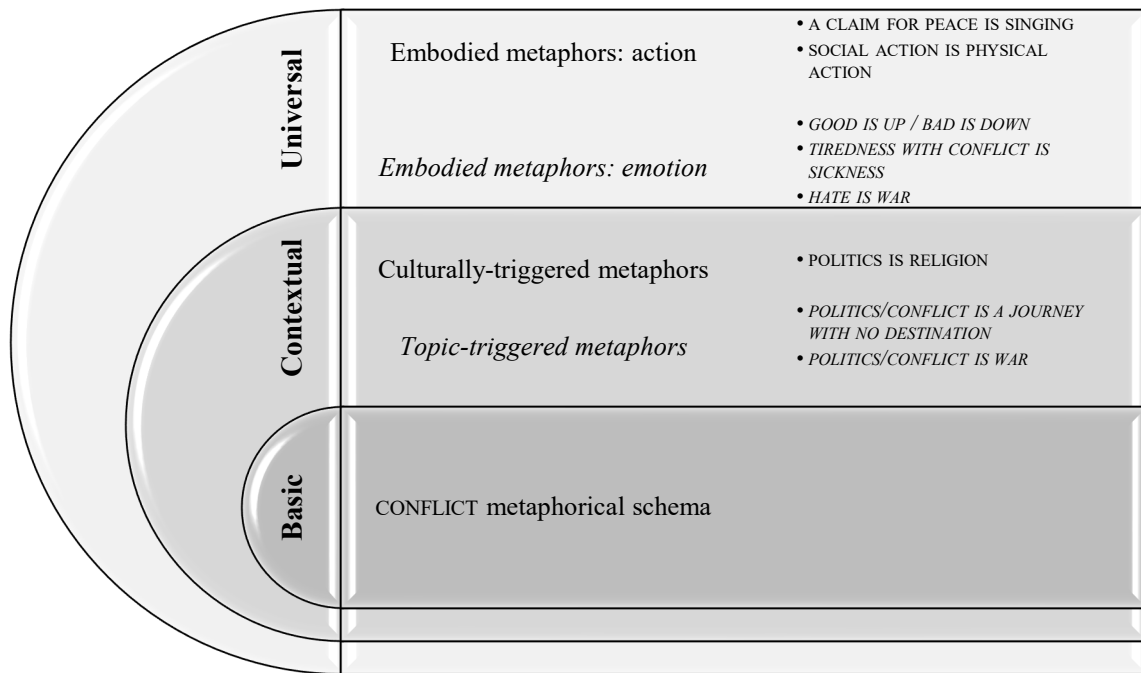 Universal
Embodied metaphors: action
• A CLAIM FOR PEACE IS SINGING
• SOCIAL ACTION IS PHYSICAL
ACTION
Embodied metaphors: emotion
• GOOD IS UP / BAD IS DOWN
• TIREDNESS WITH CONFLICT IS
SICKNESS
• HATE IS WAR
Contextual
Culturally-triggered metaphors
• POLITICS IS RELIGION
Topic-triggered metaphors
• POLITICS/CONFLICT IS A JOURNEY
WITH NO DESTINATION
• POLITICS/CONFLICT IS WAR
Basic
CONFLICT metaphorical schema